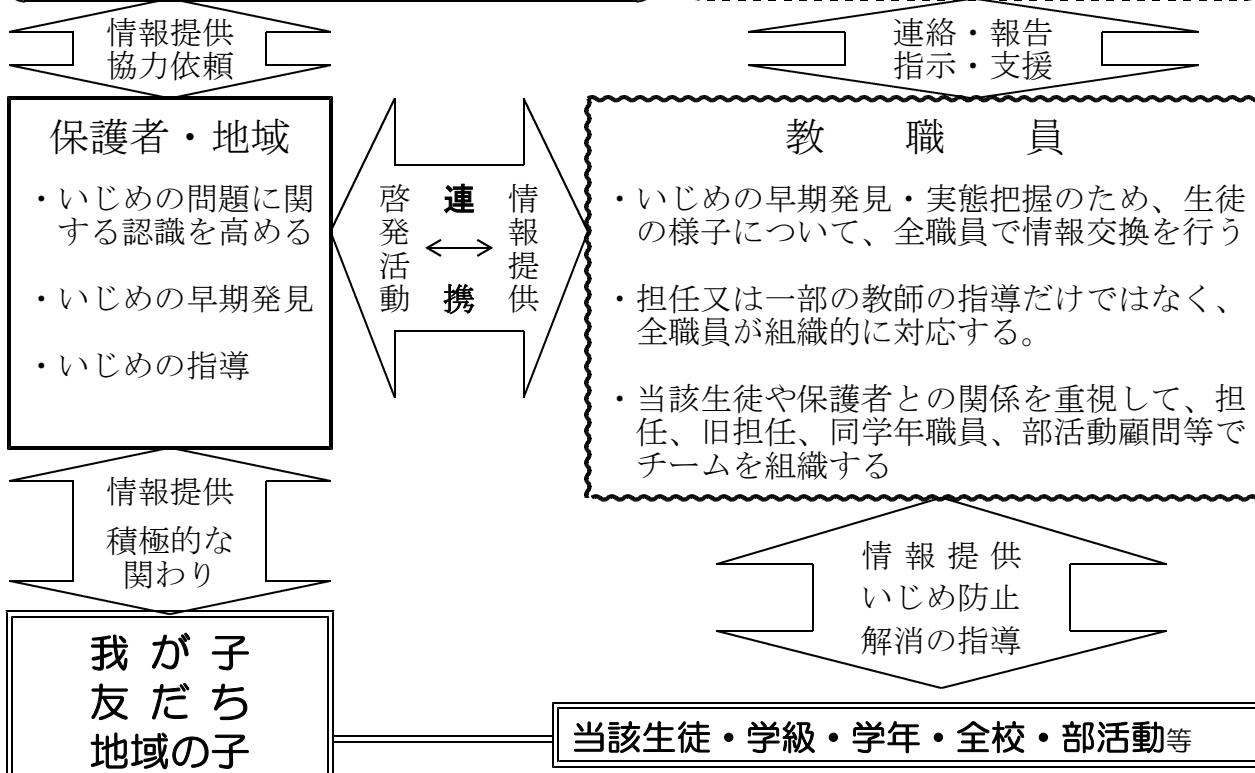 情報提供
協力依頼
連絡・報告
指示・支援
保護者・地域
・いじめの問題に関
する認識を高める
・いじめの早期発見
・いじめの指導
啓発活動
連携
情報提供
教職員
・いじめの早期発見・実態把握のため、生徒
の様子について、全職員で情報交換を行う
・担任又は一部の教師の指導だけではなく、
全職員が組織的に対応する。
・当該生徒や保護者との関係を重視して、担
任、旧担任、同学年職員、部活動顧問等で
チームを組織する
情報提供
積極的な
関わり
情報提供
いじめ防止
解消の指導
我が子
友だち
地域の子
当該生徒・学級・学年・全校・部活動等